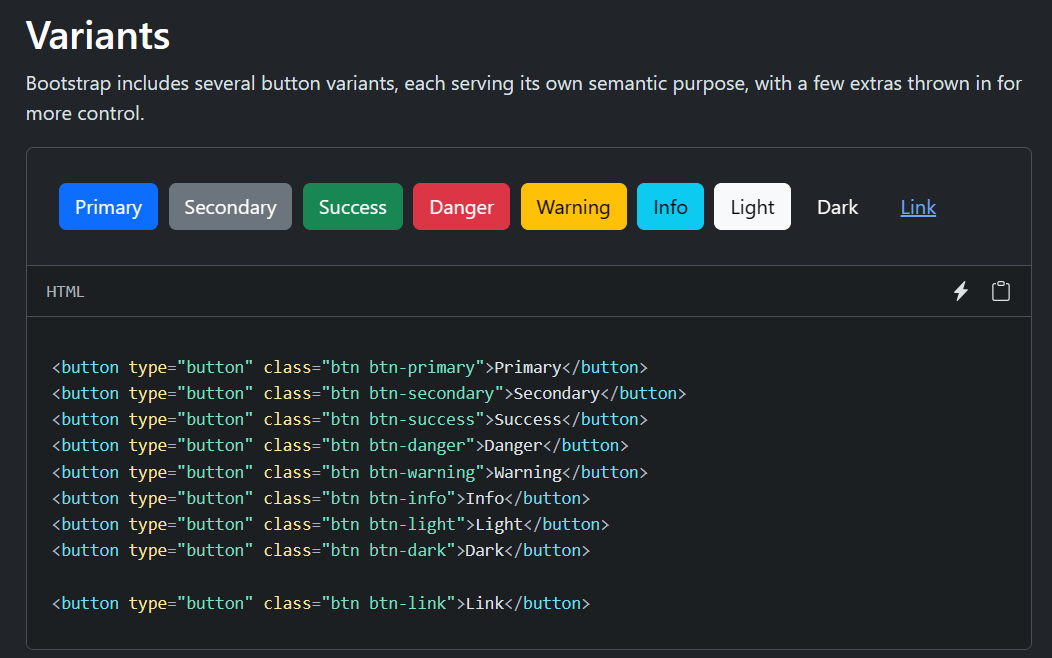 Variants
Bootstrap includes several button variants, each serving its own semantic purpose, with a few extras thrown in for
more control.
Primary Secondary Success Danger Warning Info Light Dark Link
HTML
<button type="button" class="btn btn-primary">Primary</button>
<button type="button" class="btn btn-secondary">Secondary</button>
<button type="button" class="btn btn-success">Success</button>
<button type="button" class="btn btn-danger">Danger</button>
<button type="button" class="btn btn-warning">Warning</button>
<button type="button" class="btn btn-info">Info</button>
<button type="button" class="btn btn-light">Light</button>
<button type="button" class="btn btn-dark">Dark</button>
<button type="button" class="btn btn-link">Link</button>